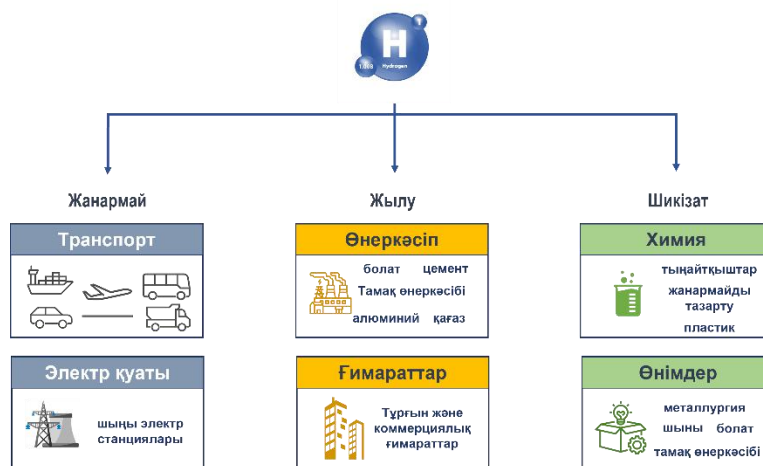 1
H
Hydrogen
1.008
Жанармай
Жылу
Шикізат
Транспорт
Өнеркәсіп
болат цемент
Тамақ өнеркәсібі
алюминий қағаз
Химия
тыңайтқыштар
жанармайды
тазарту
пластик
Электр қуаты
шыңы электр
станциялары
Ғимараттар
Тұрғын және
коммерциялық
ғимараттар
Өнімдер
металлургия
шыны болат
тамақ өнеркәсібі